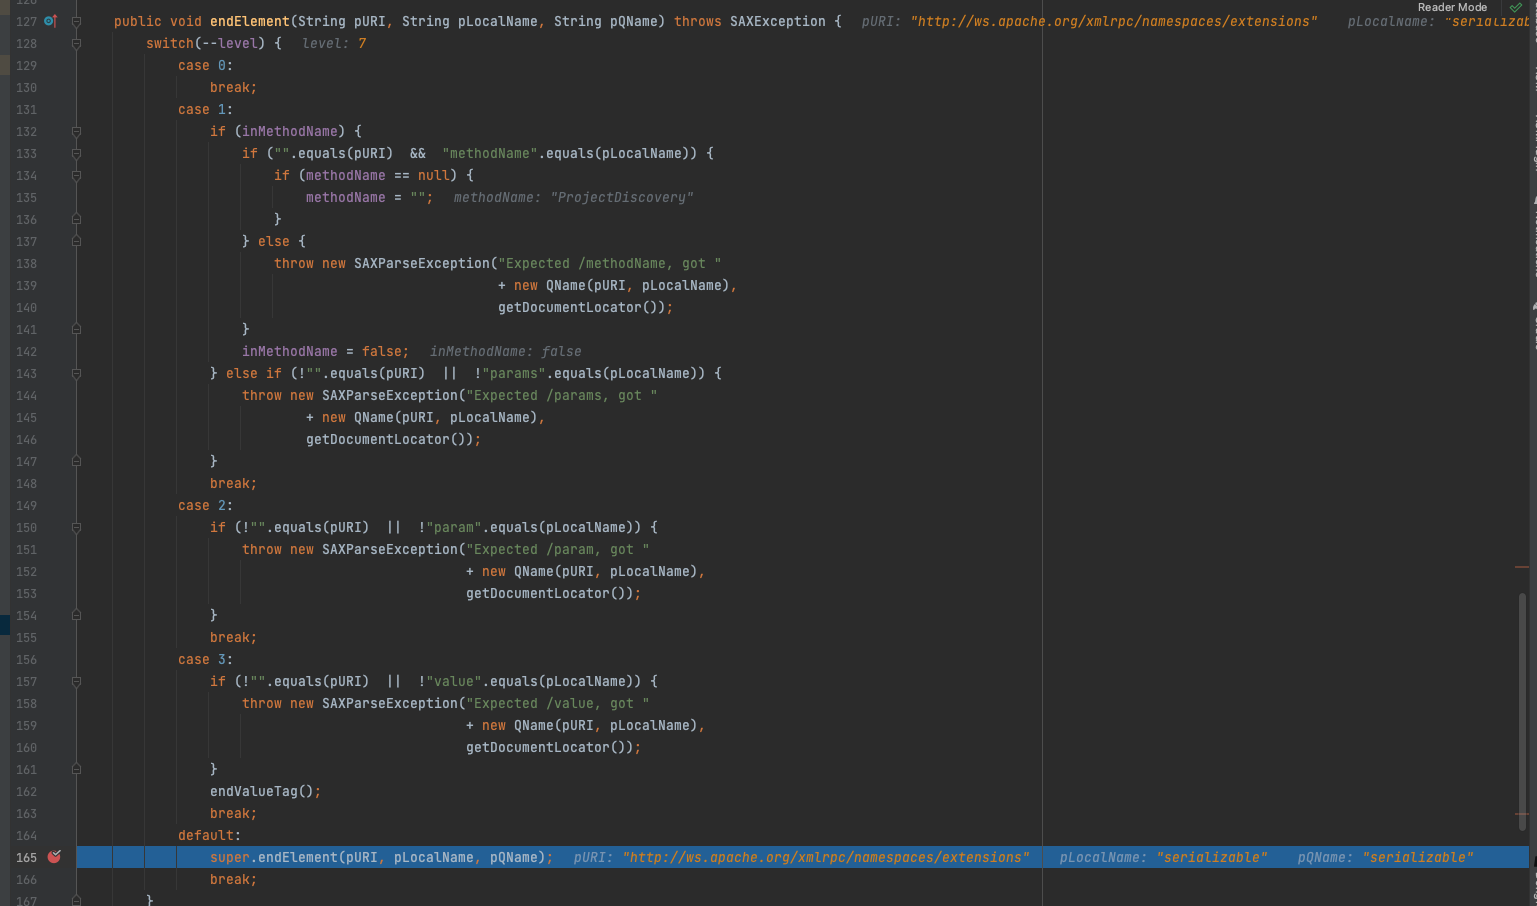 Reader Mode
127 public void endElement(String pURI, String pLocalName, String pQName) throws SAXException { pURI: "http://ws.apache.org/xmlrpc/namespaces/extensions" pLocalName: "serializab
128 switch(--level) { level: 7
129 case 0:
130 break;
131 case 1:
132 if (inMethodName) {
133 if ("".equals(pURI) && "methodName".equals(pLocalName)) {
134 if (methodName == null) {
135 methodName = ""; methodName: "ProjectDiscovery"
136 }
137 } else {
138 throw new SAXParseException("Expected /methodName, got "
139 + new QName(pURI, pLocalName),
140 getDocumentLocator());
141 }
142 inMethodName = false; inMethodName: false
143 } else if (!"".equals(pURI) || !"params".equals(pLocalName)) {
144 throw new SAXParseException("Expected /params, got "
145 + new QName(pURI, pLocalName),
146 getDocumentLocator());
147 }
148 break;
149 case 2:
150 if (!"".equals(pURI) || !"param".equals(pLocalName)) {
151 throw new SAXParseException("Expected /param, got "
152 + new QName(pURI, pLocalName),
153 getDocumentLocator());
154 }
155 break;
156 case 3:
157 if (!"".equals(pURI) || !"value".equals(pLocalName)) {
158 throw new SAXParseException("Expected /value, got "
159 + new QName(pURI, pLocalName),
160 getDocumentLocator());
161 }
162 endValueTag();
163 break;
164 default:
165 super.endElement(pURI, pLocalName, pQName); pURI: "http://ws.apache.org/xmlrpc/namespaces/extensions" pLocalName: "serializable" pQName: "serializable"
166 break;
167 }